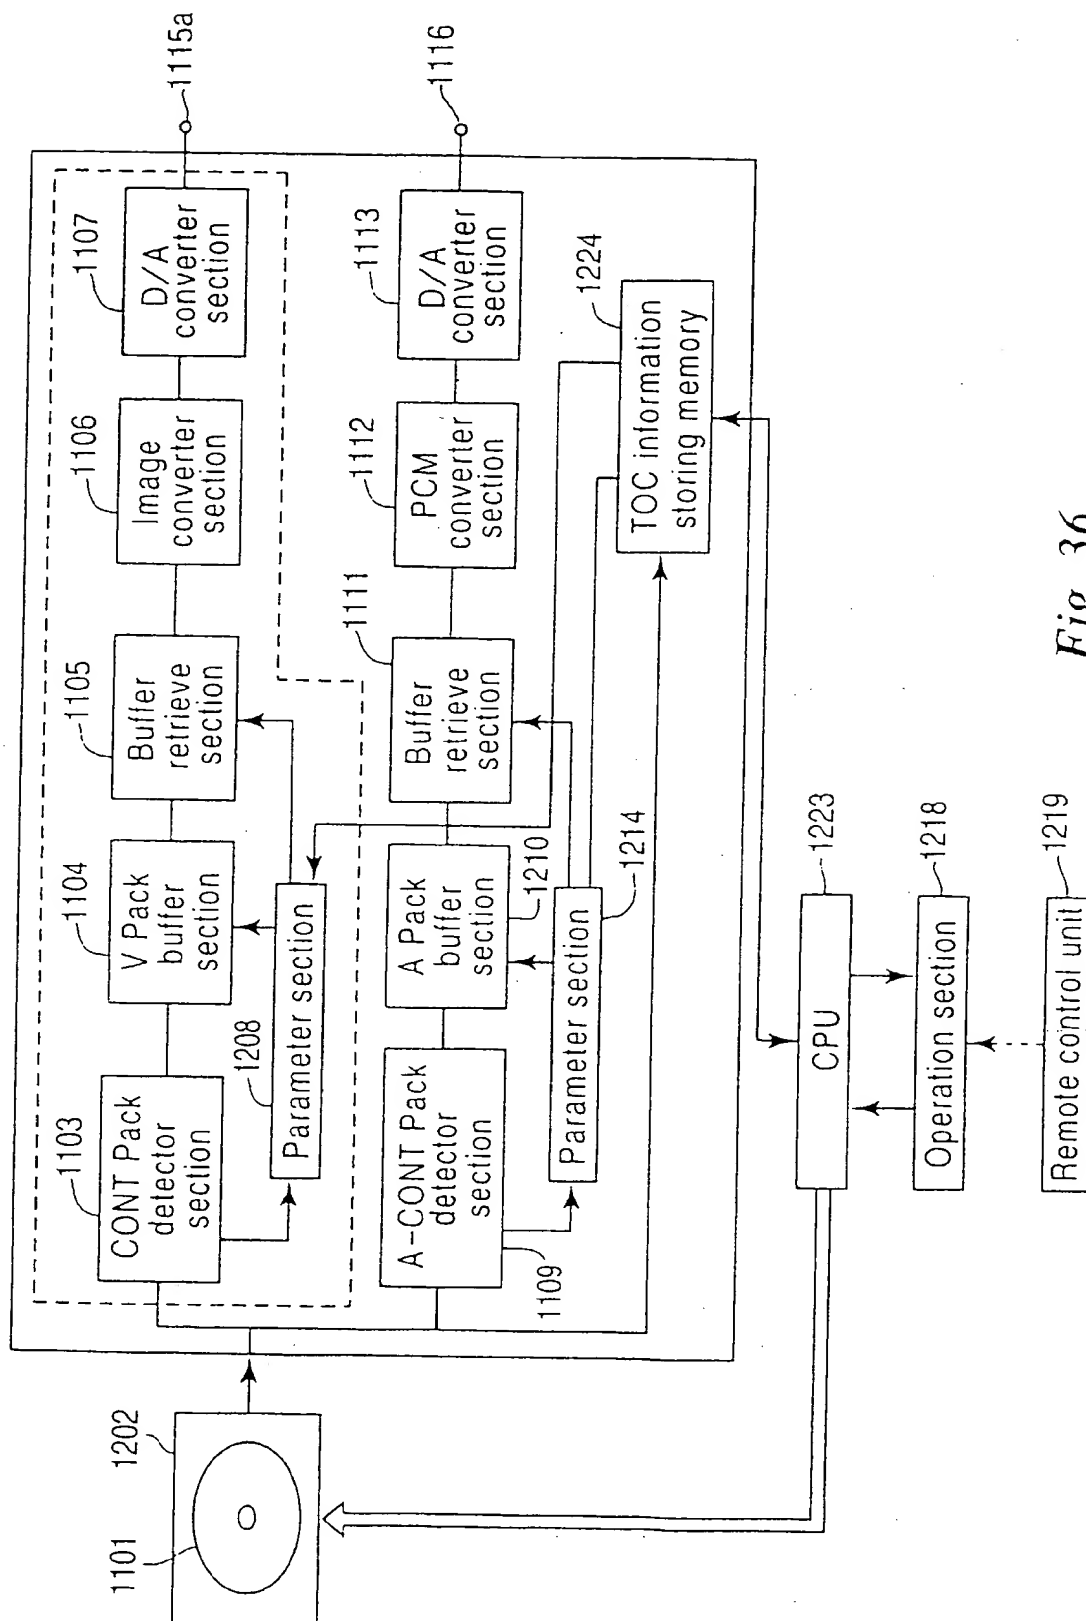 1101
1202
1103
CONT Pack
detector
section
1104
V Pack
buffer
section
1105
Buffer
retrieve
section
1106
Image
converter
section
1107
D/A
converter
section
1115a
1208
Parameter section
A-CONT Pack
detector
section
1109
A Pack
buffer
section
1210
1111
Buffer
retrieve
section
1112
PCM
converter
section
1113
D/A
converter
section
1116
Parameter section
1214
1224
TOC information
storing memory
CPU
1223
Operation section
1218
Remote control unit
1219
Fig. 36